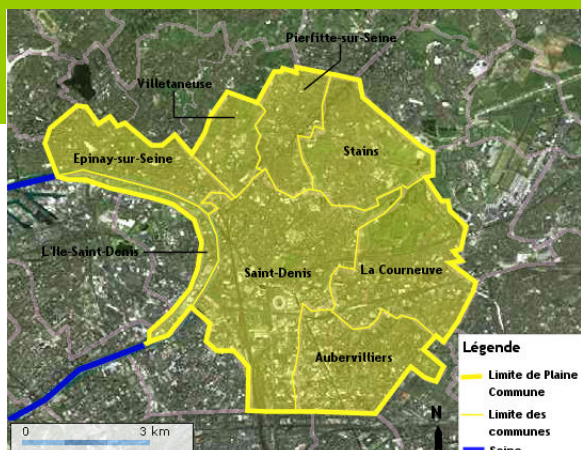 Pierfitte-sur-Seine
Villetaneuse
Epinay-sur-Seine
Stains
L'Ile-Saint-Denis
Saint-Denis
La Courneuve
Aubervilliers
Légende
Limite de Plaine
Commune
Limite des
communes
Seine
N
0 3 km